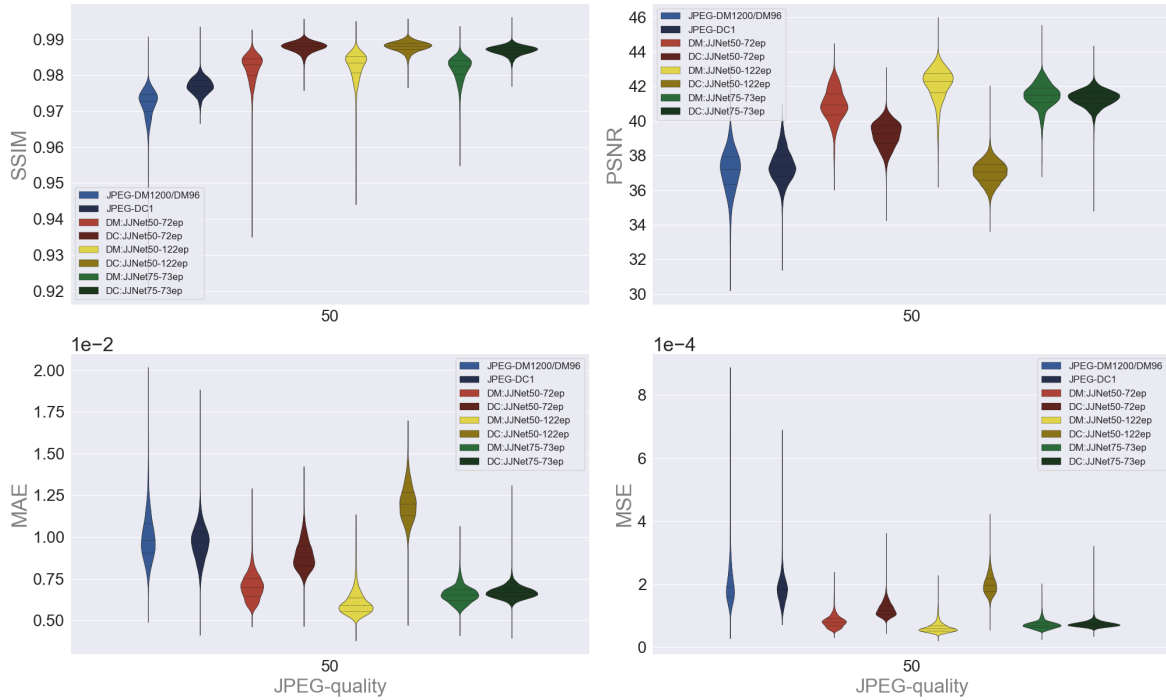 0.99
0.98
0.97
0.96
0.95
0.94
0.93
0.92
SSIM
JPEG-DM1200/DM96
JPEG-DC1
DM:JJNet50-72ep
DC:JJNet50-72ep
DM:JJNet50-122ep
DC:JJNet50-122ep
DM:JJNet75-73ep
DC:JJNet75-73ep
50
46
44
42
40
38
36
34
32
30
PSNR
JPEG-DM1200/DM96
JPEG-DC1
DM:JJNet50-72ep
DC:JJNet50-72ep
DM:JJNet50-122ep
DC:JJNet50-122ep
DM:JJNet75-73ep
DC:JJNet75-73ep
50
1e−2
2.00
1.75
1.50
1.25
1.00
0.75
0.50
MAE
JPEG-DM1200/DM96
JPEG-DC1
DM:JJNet50-72ep
DC:JJNet50-72ep
DM:JJNet50-122ep
DC:JJNet50-122ep
DM:JJNet75-73ep
DC:JJNet75-73ep
50
JPEG-quality
1e−4
8
6
4
2
0
MSE
JPEG-DM1200/DM96
JPEG-DC1
DM:JJNet50-72ep
DC:JJNet50-72ep
DM:JJNet50-122ep
DC:JJNet50-122ep
DM:JJNet75-73ep
DC:JJNet75-73ep
50
JPEG-quality